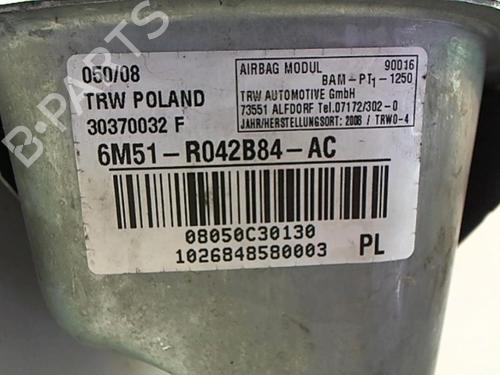 050/08
TRW POLAND
30370032 F
AIRBAG MODUL 90016
BAM-PT1-1250
TRW AUTOMOTIVE GmbH
73551 ALFDORF Tel.07172/302-0
JAHR/HERSTELLUNGSORT: 2008 / TRWO-4
6M51-R042B84-AC
08050C30130
1026848580003
PL
B-PARTS